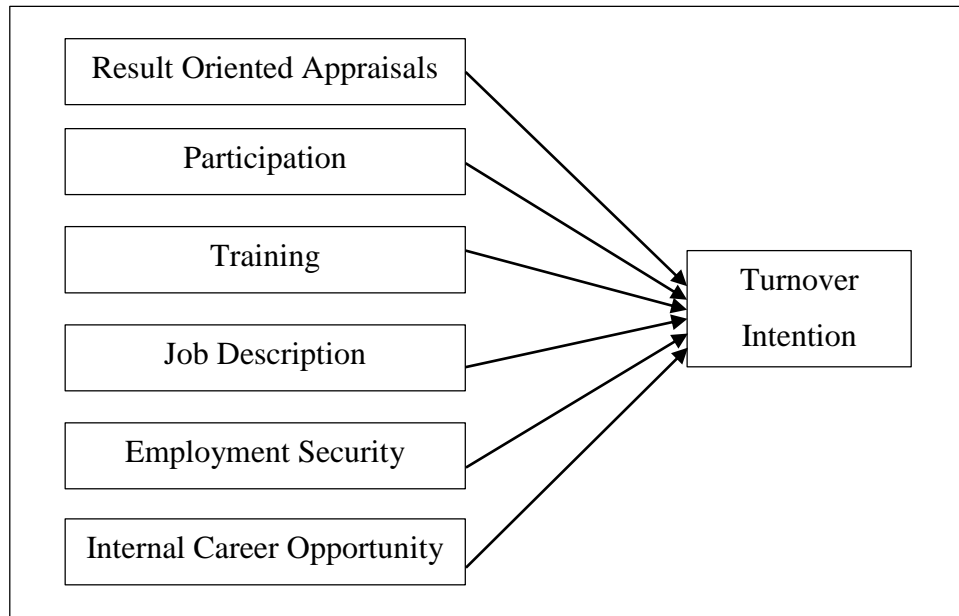 Result Oriented Appraisals
Participation
Training
Job Description
Employment Security
Internal Career Opportunity
Turnover
Intention